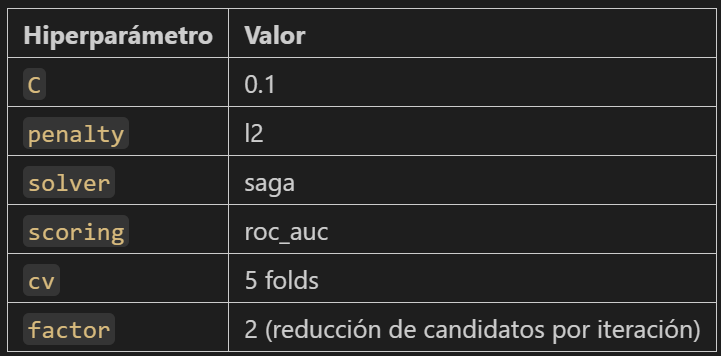 Hiperparámetro Valor
C 0.1
penalty l2
solver saga
scoring roc_auc
cv 5 folds
factor 2 (reducción de candidatos por iteración)